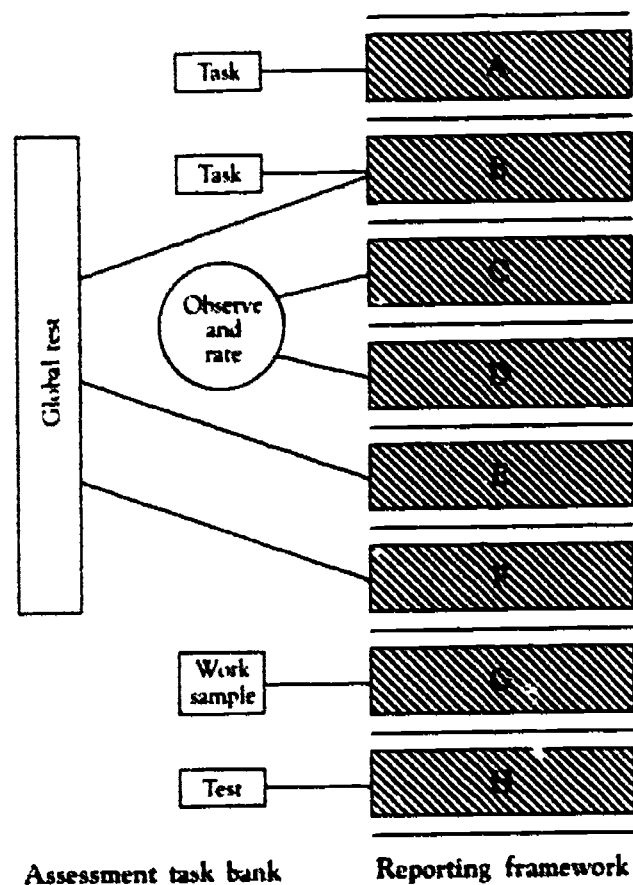 Task
A
Task
B
Global test
Observe
and
rate
C
D
E
F
Work
sample
G
Test
H
Assessment task bank
Reporting framework